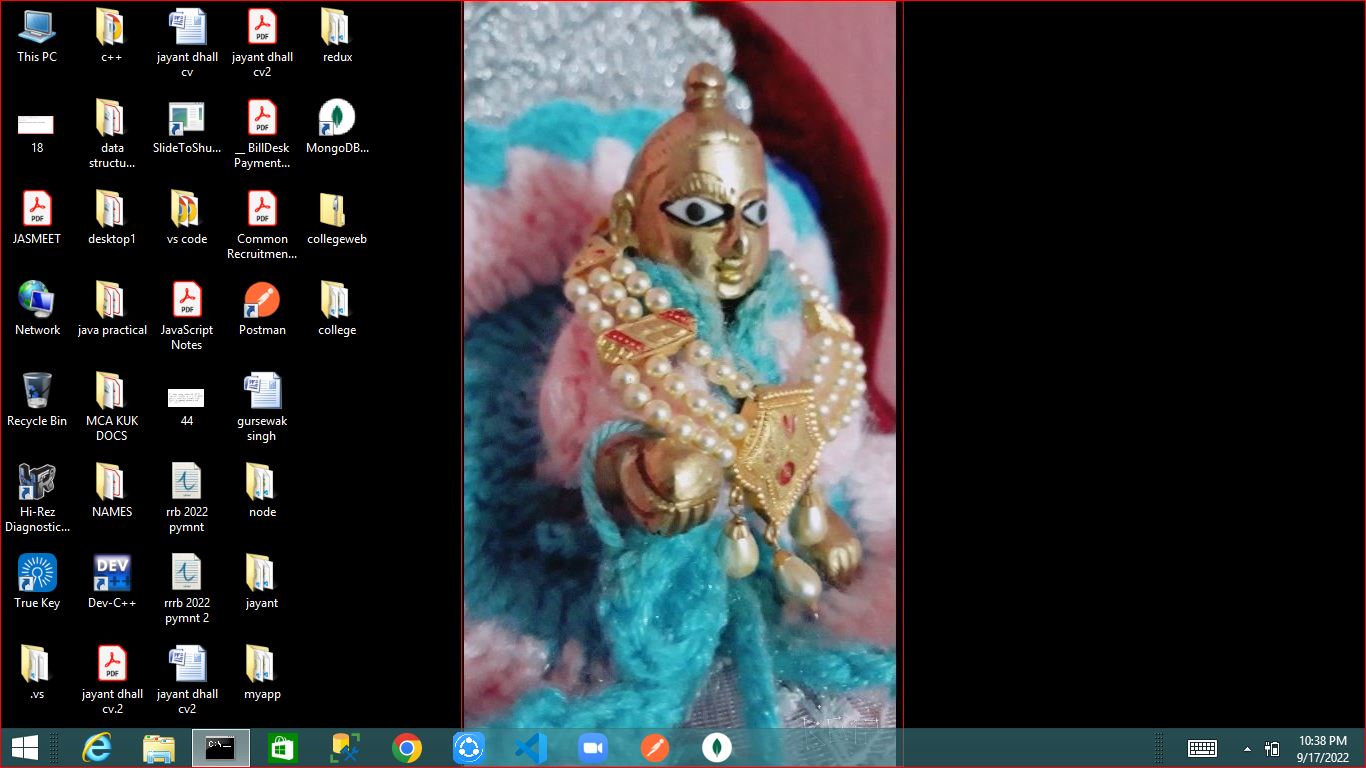 This PC
c++
jayant dhall
cv
jayant dhall
cv2
redux
18
data
structu...
SlideToShu...
__ BillDesk
Payment...
MongoDB...
JASMEET
desktop1
vs code
Common
Recruitmen...
collegeweb
Network
java practical
JavaScript
Notes
Postman
college
Recycle Bin
MCA KUK
DOCS
44
gursewak
singh
Hi-Rez
Diagnostic...
NAMES
rrb 2022
pymnt
node
True Key
DEV
Dev-C++
rrrb 2022
pymnt 2
jayant
.vs
jayant dhall
cv.2
jayant dhall
cv2
myapp
10:38 PM
9/17/2022